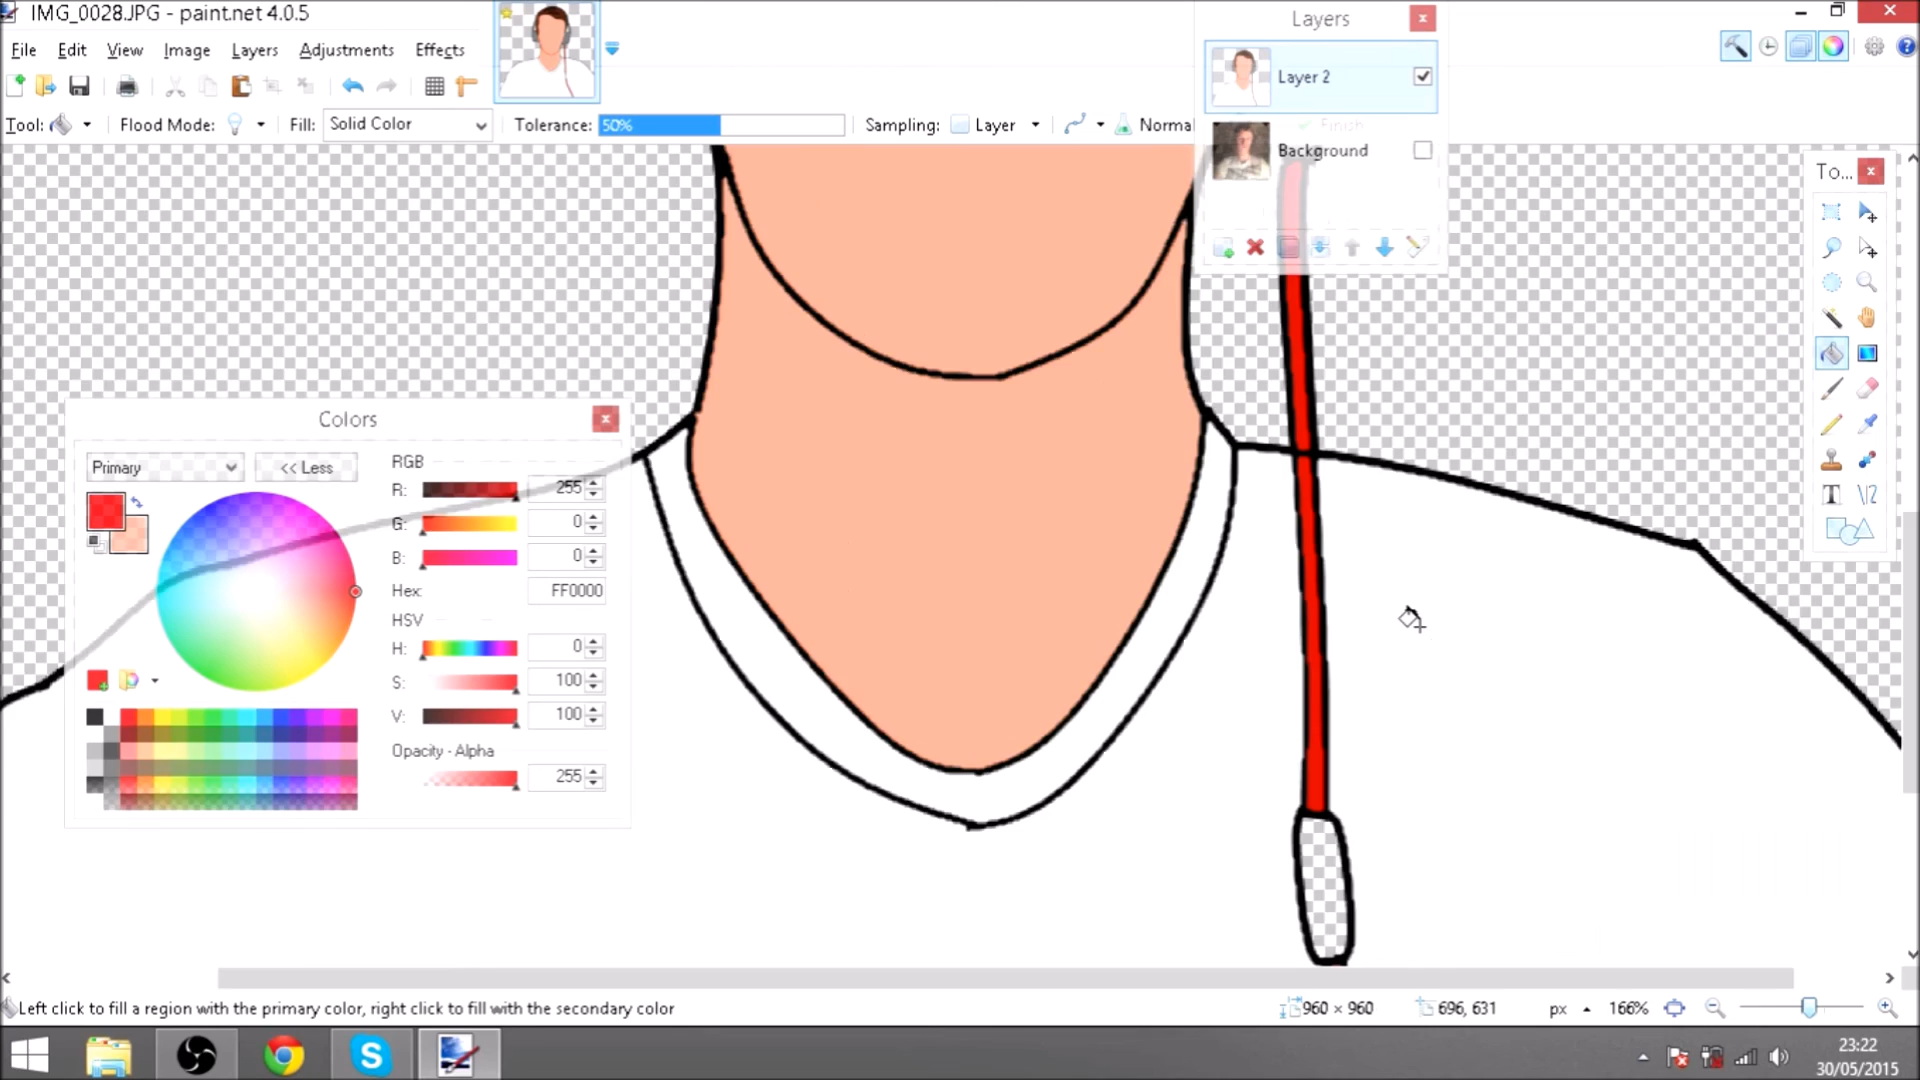 IMG_0028.JPG - paint.net 4.0.5
File Edit View Image Layers Adjustments Effects
Tool: Flood Mode: Fill: Solid Color Tolerance: 50% Sampling: Layer Normal
Finish
Layers
Layer 2
Background
To...
Colors
Primary
<< Less
RGB
R: 255
G: 0
B: 0
Hex: FF0000
HSV
H: 0
S: 100
V: 100
Opacity - Alpha
255
Left click to fill a region with the primary color, right click to fill with the secondary color
960 × 960
696, 631
px
166%
23:22
30/05/2015